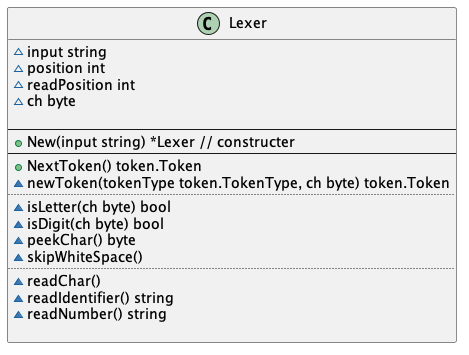 C Lexer
input string
position int
readPosition int
ch byte
New(input string) *Lexer // constructer
NextToken() token.Token
newToken(tokenType token.TokenType, ch byte) token.Token
isLetter(ch byte) bool
isDigit(ch byte) bool
peekChar() byte
skipWhiteSpace()
readChar()
readIdentifier() string
readNumber() string